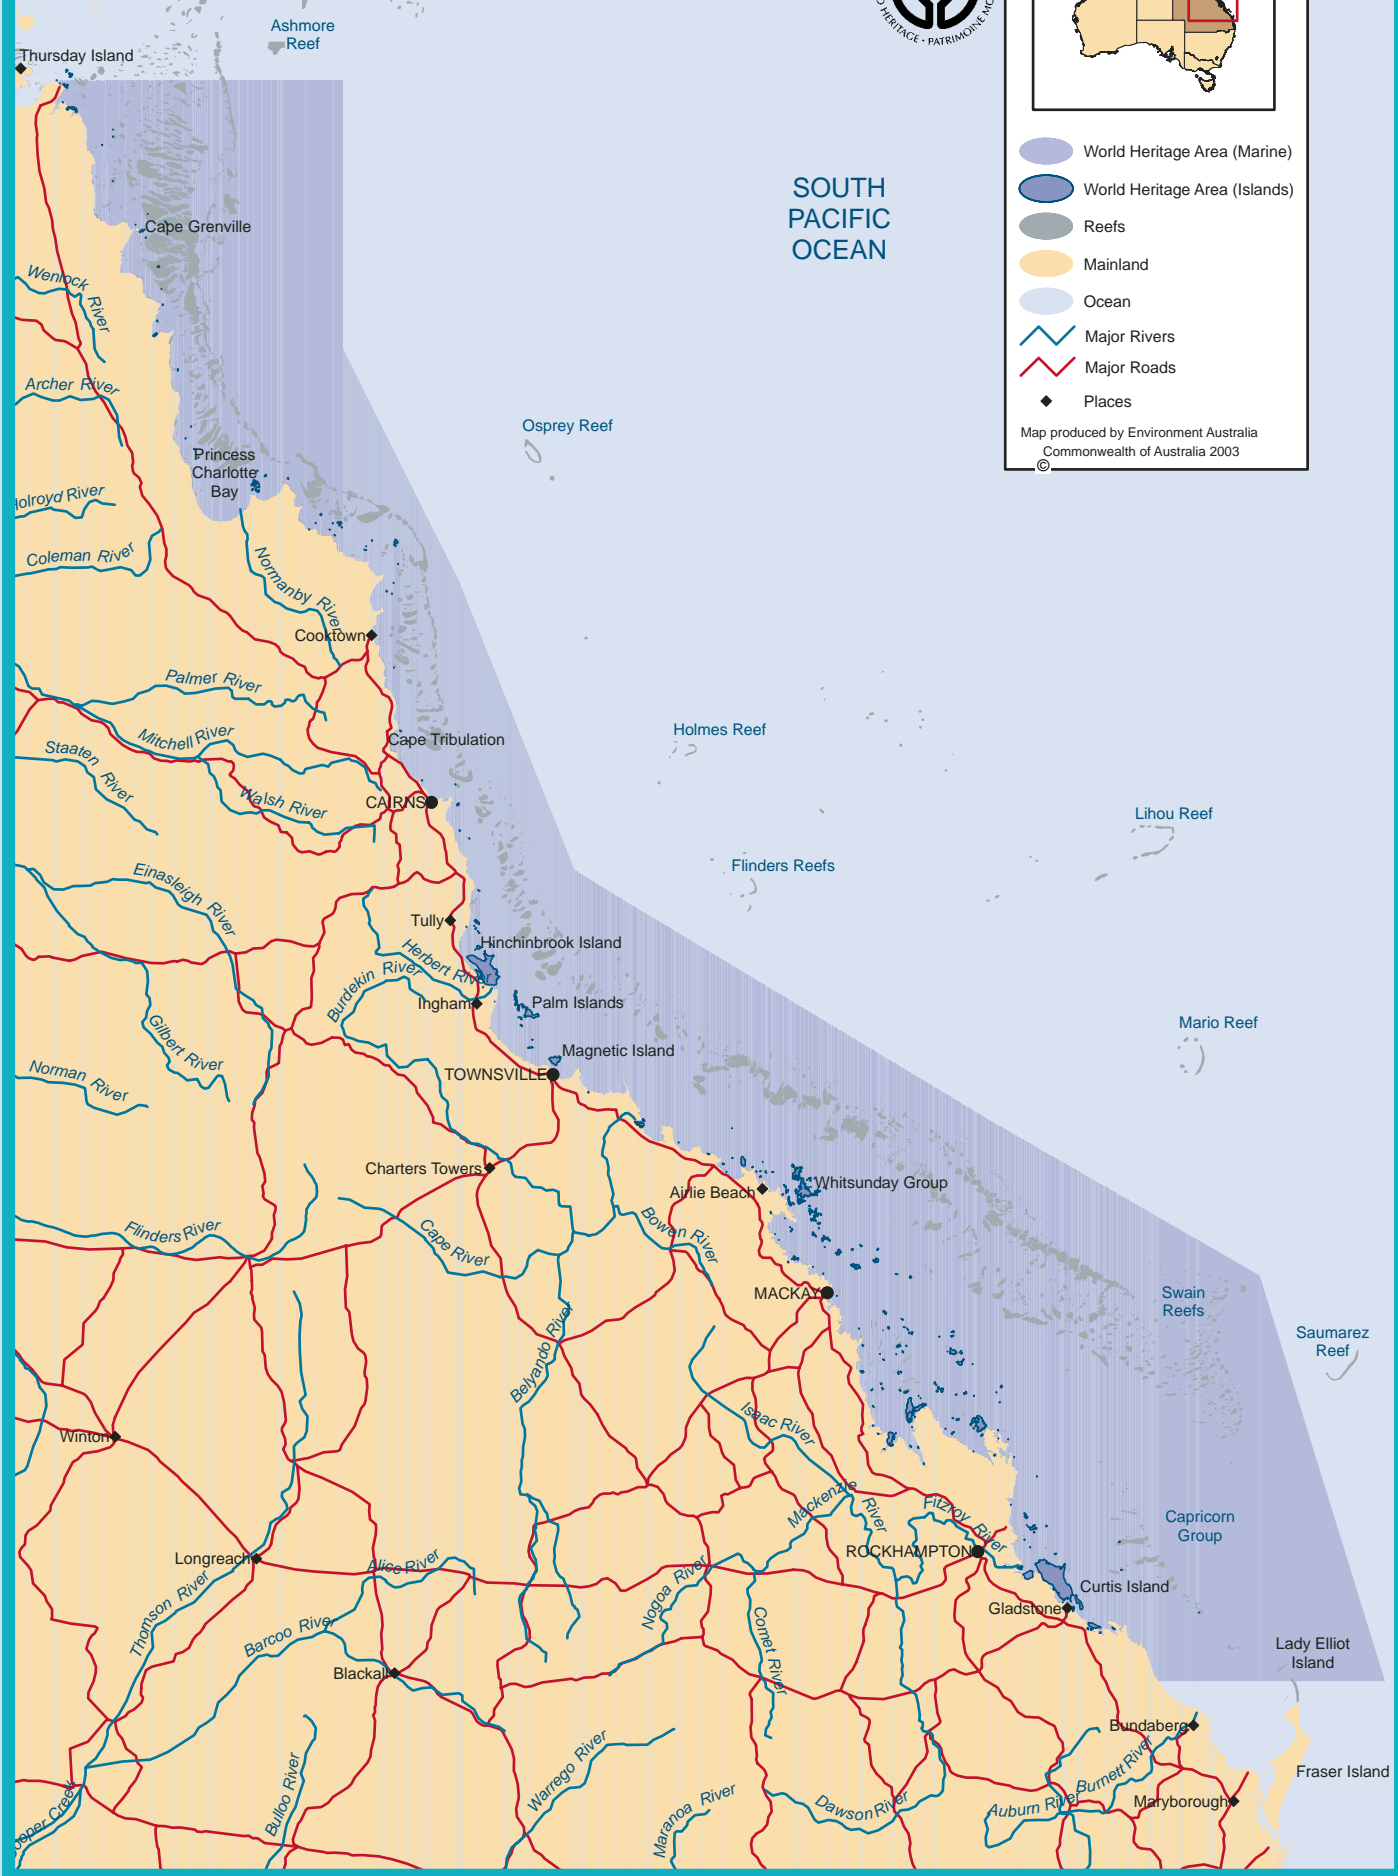 Ashmore
Reef
Thursday Island
HERITAGE • PATRIMOINE
World Heritage Area (Marine)
World Heritage Area (Islands)
Reefs
Mainland
Ocean
Major Rivers
Major Roads
Places
Map produced by Environment Australia
Commonwealth of Australia 2003
©
SOUTH
PACIFIC
OCEAN
Cape Grenville
Wenlock River
Archer River
Osprey Reef
Princess
Charlotte
Bay
Holroyd River
Coleman River
Normanby River
Cooktown
Palmer River
Mitchell River
Staaten River
Cape Tribulation
Holmes Reef
Walsh River
CAIRNS
Lihou Reef
Flinders Reefs
Einasleigh River
Tully
Hinchinbrook Island
Herbert River
Burdekin River
Ingham
Palm Islands
Mario Reef
Gilbert River
Magnetic Island
TOWNSVILLE
Norman River
Charters Towers
Airlie Beach
Whitsunday Group
Flinders River
Cape River
Bowen River
MACKAY
Swain
Reefs
Saumarez
Reef
Belyando River
Winton
Isaac River
Mackenzie River
Fitzroy River
Capricorn
Group
ROCKHAMPTON
Longreach
Alice River
Curtis Island
Gladstone
Thomson River
Nogoa River
Comet River
Barcoo River
Lady Elliot
Island
Blackall
Bundaberg
Warrego River
Burnett River
Fraser Island
Bulloo River
Maranoa River
Dawson River
Auburn River
Maryborough
Cooper Creek